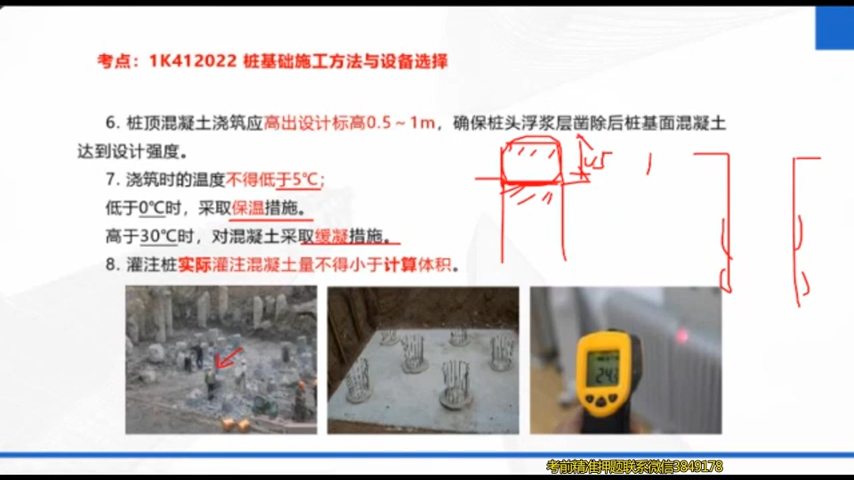 考点：1K412022 桩基础施工方法与设备选择
6. 桩顶混凝土浇筑应高出设计标高0.5～1m，确保桩头浮浆层凿除后桩基面混凝土
达到设计强度。
7. 浇筑时的温度不得低于5℃；
低于0℃时，采取保温措施。
高于30℃时，对混凝土采取缓凝措施。
8. 灌注桩实际灌注混凝土量不得小于计算体积。
考前精准押题联系微信3849178